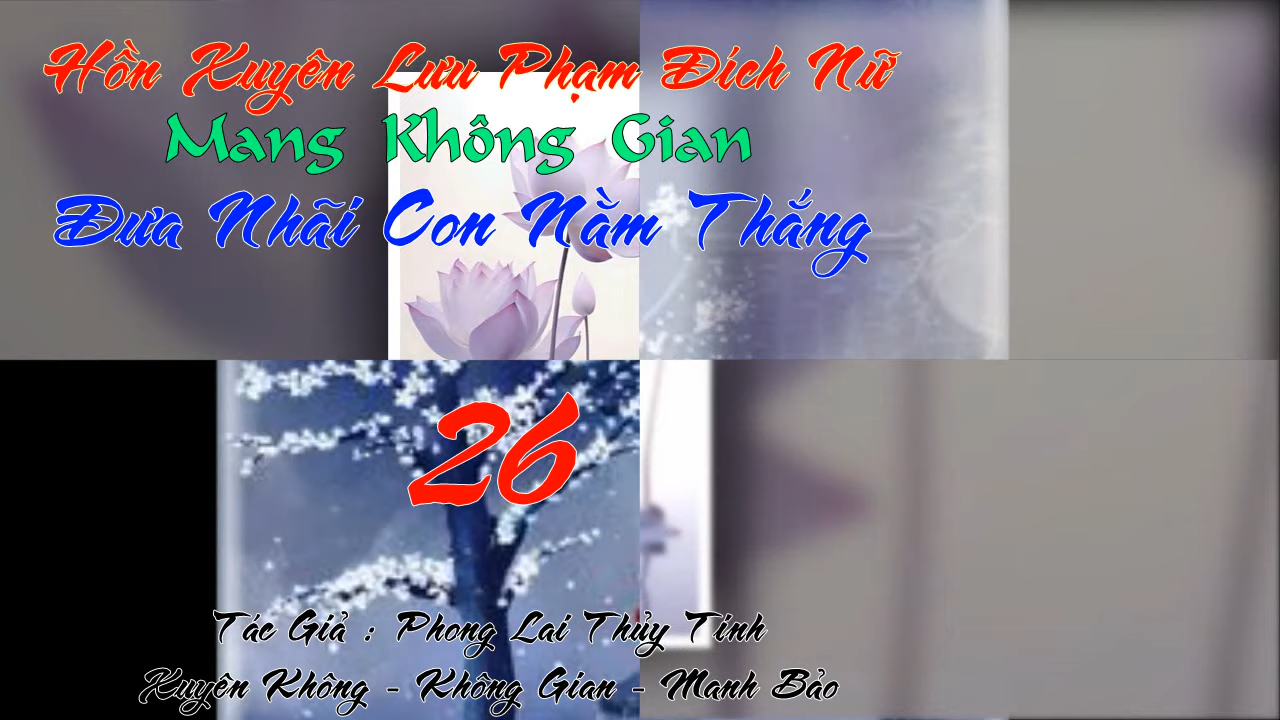 Hồn Xuyên Lưu Phạm Đích Nữ
Mang Không Gian
Đưa Nhãi Con Nằm Thắng
26
Tác Giả : Phong Lai Thủy Tinh
Xuyên Không - Không Gian - Manh Bảo